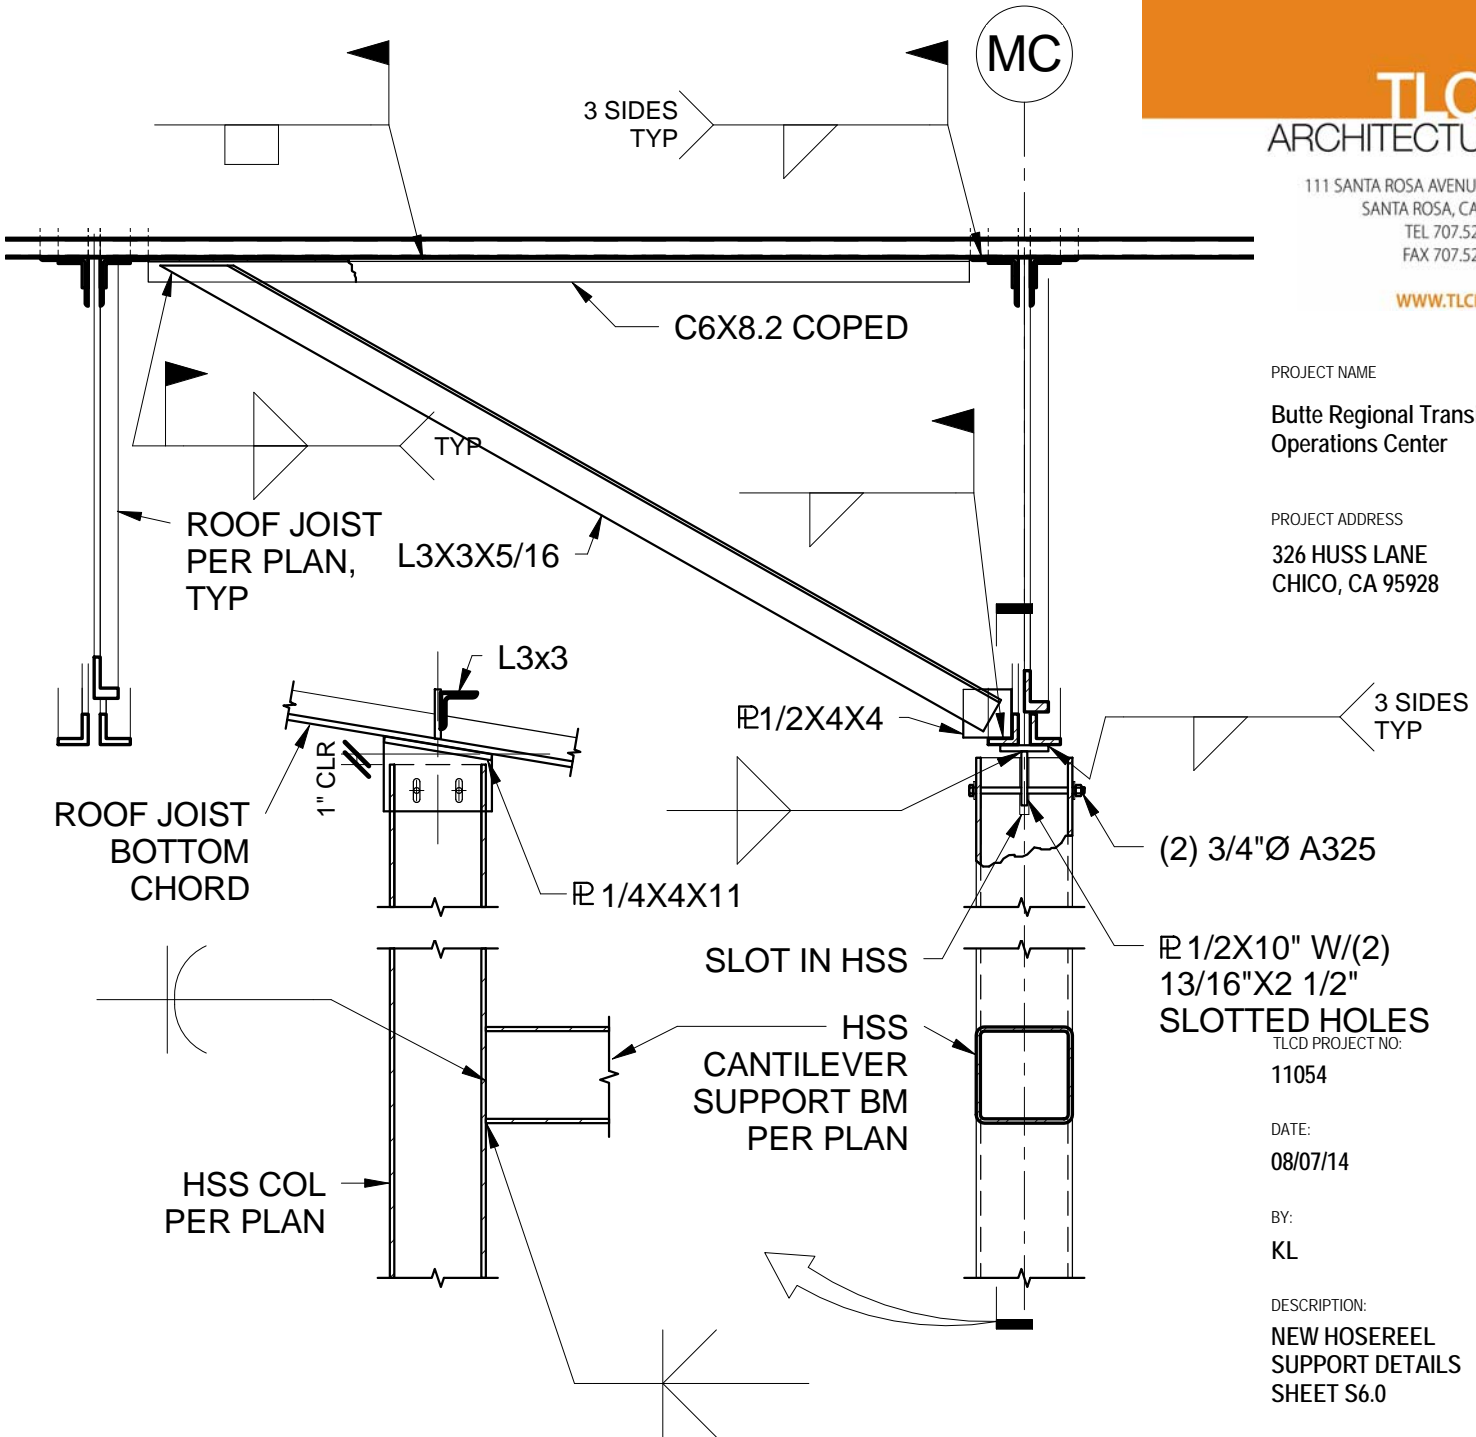 MC
3 SIDES
TYP
C6X8.2 COPED
TYP
ROOF JOIST
PER PLAN,
TYP
L3X3X5/16
L3x3
1" CLR
ROOF JOIST
BOTTOM
CHORD
PL 1/4X4X11
PL1/2X4X4
3 SIDES
TYP
(2) 3/4"Ø A325
SLOT IN HSS
PL 1/2X10" W/(2)
13/16"X2 1/2"
SLOTTED HOLES
HSS
CANTILEVER
SUPPORT BM
PER PLAN
HSS COL
PER PLAN
TLC
ARCHITECTU
111 SANTA ROSA AVENU
SANTA ROSA, CA
TEL 707.52
FAX 707.52
WWW.TLC
PROJECT NAME
Butte Regional Trans
Operations Center
PROJECT ADDRESS
326 HUSS LANE
CHICO, CA 95928
TLCD PROJECT NO:
11054
DATE:
08/07/14
BY:
KL
DESCRIPTION:
NEW HOSEREEL
SUPPORT DETAILS
SHEET S6.0